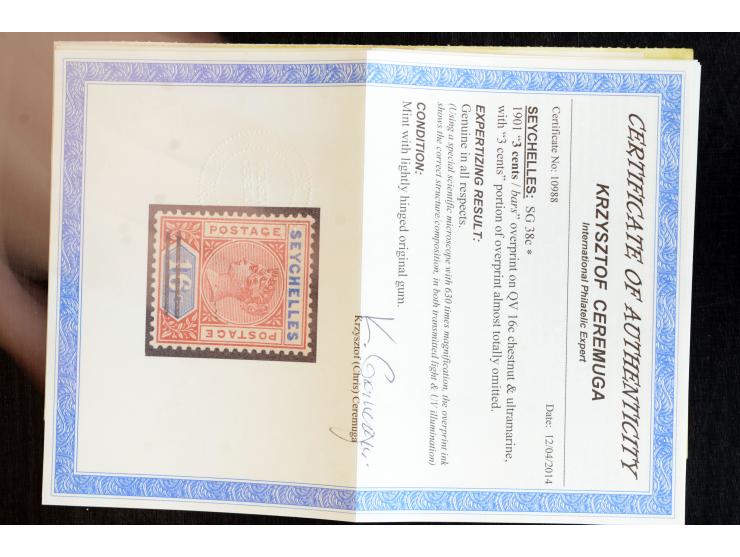 CERTIFICATE OF AUTHENTICITY
KRZYSZTOF CEREMUGA
International Philatelic Expert
Certificate No: 10988
Date: 12/04/2014
SEYCHELLES: SG 38c *
1901 "3 cents / bars" overprint on QV 16c chestnut & ultramarine,
with "3 cents" portion of overprint almost totally omitted.
EXPERTIZING RESULT:
Genuine in all respects.
(Using a special scientific microscope with 630 times magnification, the overprint ink
shows the correct structure/composition, in both transmitted light & UV illumination)
CONDITION:
Mint with lightly hinged original gum.
K. Ceremuga
Krzysztof (Chris) Ceremuga
SEYCHELLES
POSTAGE
POSTAGE
16